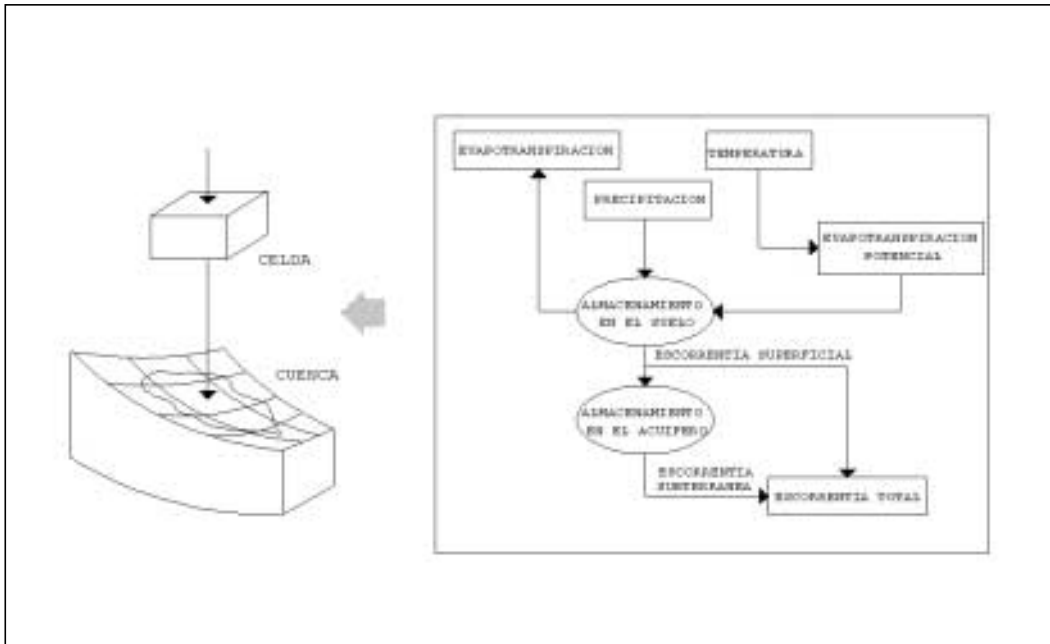 CELDA
CUENCA
EVAPOTRANSPIRACION
TEMPERATURA
PRECIPITACION
EVAPOTRANSPIRACION
POTENCIAL
ALMACENAMIENTO
EN EL SUELO
ESCORRENTIA SUPERFICIAL
ALMACENAMIENTO
EN EL ACUIFERO
ESCORRENTIA
SUBTERRANEA
ESCORRENTIA TOTAL